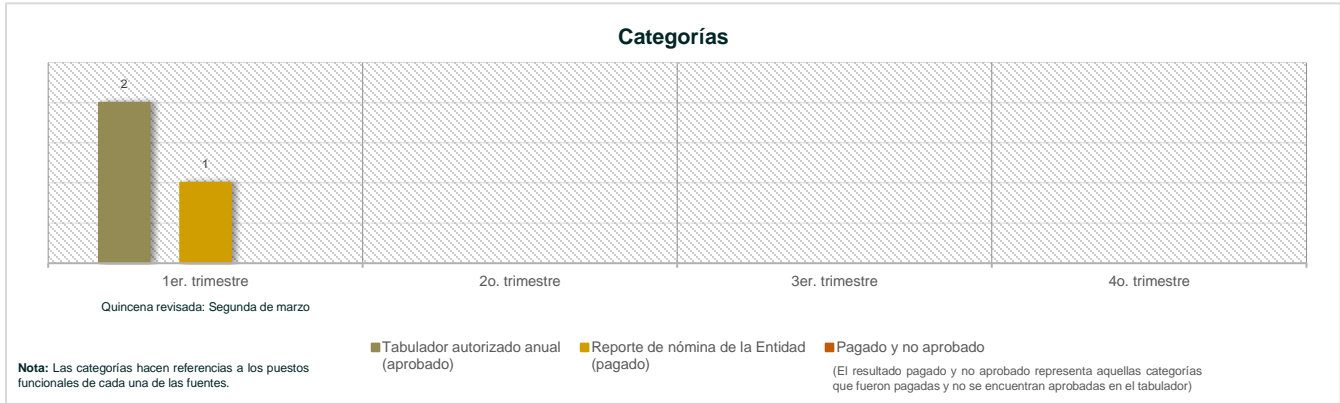 Categorías
2
1
1er. trimestre
2o. trimestre
3er. trimestre
4o. trimestre
Quincena revisada: Segunda de marzo
Tabulador autorizado anual
(aprobado)
Reporte de nómina de la Entidad
(pagado)
Pagado y no aprobado
(El resultado pagado y no aprobado representa aquellas categorías
que fueron pagadas y no se encuentran aprobadas en el tabulador)
Nota: Las categorías hacen referencias a los puestos
funcionales de cada una de las fuentes.